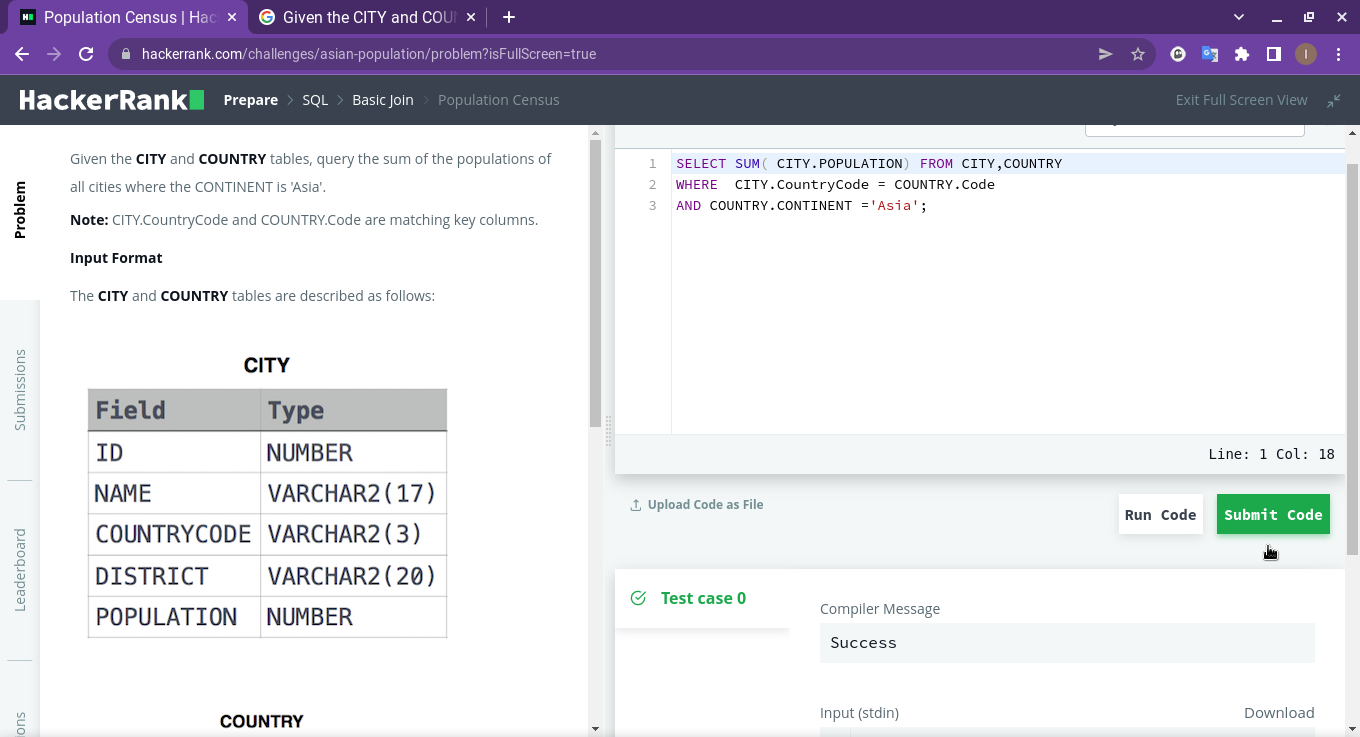 Population Census | Hac
Given the CITY and COU
hackerrank.com/challenges/asian-population/problem?isFullScreen=true
I
HackerRank
Prepare > SQL > Basic Join > Population Census
Exit Full Screen View
Problem
Submissions
Leaderboard
Given the CITY and COUNTRY tables, query the sum of the populations of
all cities where the CONTINENT is 'Asia'.
Note: CITY.CountryCode and COUNTRY.Code are matching key columns.
Input Format
The CITY and COUNTRY tables are described as follows:
CITY
Field Type
ID NUMBER
NAME VARCHAR2(17)
COUNTRYCODE VARCHAR2(3)
DISTRICT VARCHAR2(20)
POPULATION NUMBER
COUNTRY
1 SELECT SUM( CITY.POPULATION) FROM CITY,COUNTRY
2 WHERE  CITY.CountryCode = COUNTRY.Code
3 AND COUNTRY.CONTINENT ='Asia';
Line: 1 Col: 18
Upload Code as File
Run Code
Submit Code
Test case 0
Compiler Message
Success
Input (stdin)
Download